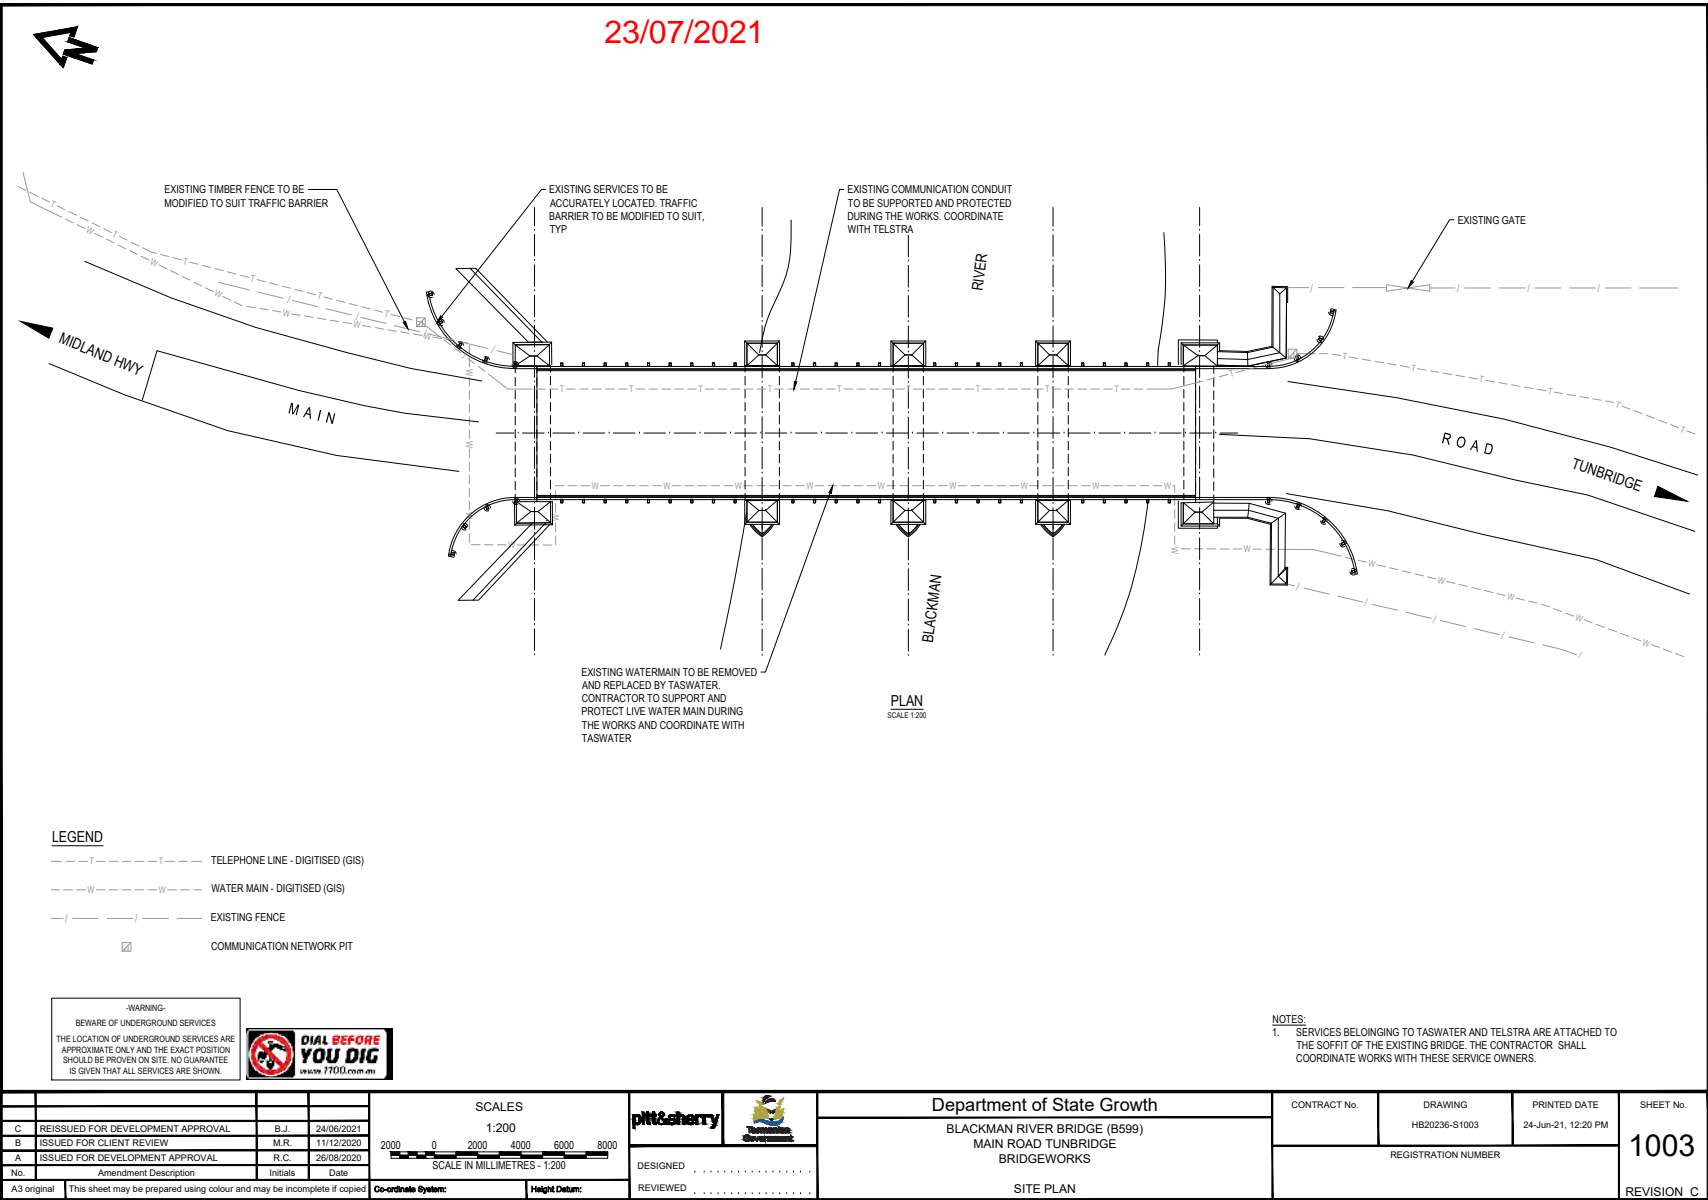 23/07/2021
EXISTING TIMBER FENCE TO BE
MODIFIED TO SUIT TRAFFIC BARRIER
EXISTING SERVICES TO BE
ACCURATELY LOCATED. TRAFFIC
BARRIER TO BE MODIFIED TO SUIT,
TYP
EXISTING COMMUNICATION CONDUIT
TO BE SUPPORTED AND PROTECTED
DURING THE WORKS. COORDINATE
WITH TELSTRA
RIVER
EXISTING GATE
MIDLAND HWY
MAIN
ROAD
TUNBRIDGE
BLACKMAN
EXISTING WATERMAIN TO BE REMOVED
AND REPLACED BY TASWATER.
CONTRACTOR TO SUPPORT AND
PROTECT LIVE WATER MAIN DURING
THE WORKS AND COORDINATE WITH
TASWATER
PLAN
SCALE 1:200
LEGEND
T T TELEPHONE LINE - DIGITISED (GIS)
W W WATER MAIN - DIGITISED (GIS)
EXISTING FENCE
COMMUNICATION NETWORK PIT
-WARNING-
BEWARE OF UNDERGROUND SERVICES
THE LOCATION OF UNDERGROUND SERVICES ARE
APPROXIMATE ONLY AND THE EXACT POSITION
SHOULD BE PROVEN ON SITE. NO GUARANTEE
IS GIVEN THAT ALL SERVICES ARE SHOWN.
DIAL BEFORE
YOU DIG
www.1100.com.au
NOTES:
1. SERVICES BELOINGING TO TASWATER AND TELSTRA ARE ATTACHED TO
THE SOFFIT OF THE EXISTING BRIDGE. THE CONTRACTOR SHALL
COORDINATE WORKS WITH THESE SERVICE OWNERS.
C REISSUED FOR DEVELOPMENT APPROVAL B.J. 24/06/2021
B ISSUED FOR CLIENT REVIEW M.R. 11/12/2020
A ISSUED FOR DEVELOPMENT APPROVAL R.C. 26/08/2020
No. Amendment Description Initials Date
A3 original This sheet may be prepared using colour and may be incomplete if copied
SCALES
1:200
2000 0 2000 4000 6000 8000
SCALE IN MILLIMETRES - 1:200
Co-ordinate System: Height Datum:
pitt&sherry
Tasmanian
Government
DESIGNED
REVIEWED
Department of State Growth
BLACKMAN RIVER BRIDGE (B599)
MAIN ROAD TUNBRIDGE
BRIDGEWORKS
SITE PLAN
CONTRACT No.
DRAWING
HB20236-S1003
PRINTED DATE
24-Jun-21, 12:20 PM
REGISTRATION NUMBER
SHEET No.
1003
REVISION C